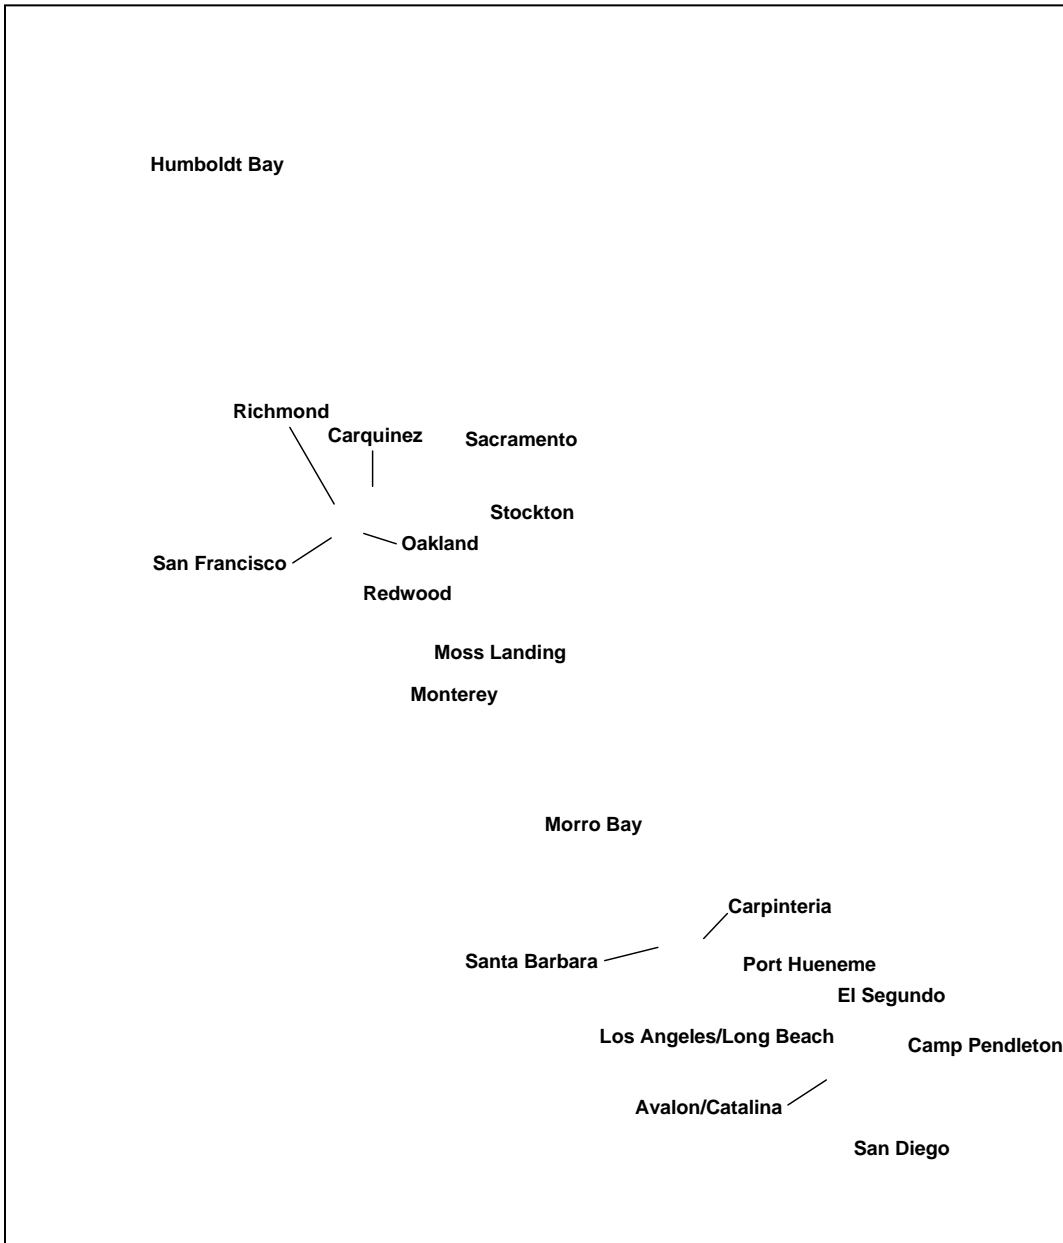 Humboldt Bay
Richmond
Carquinez
Sacramento
Stockton
Oakland
San Francisco
Redwood
Moss Landing
Monterey
Morro Bay
Carpinteria
Santa Barbara
Port Hueneme
El Segundo
Los Angeles/Long Beach
Camp Pendleton
Avalon/Catalina
San Diego